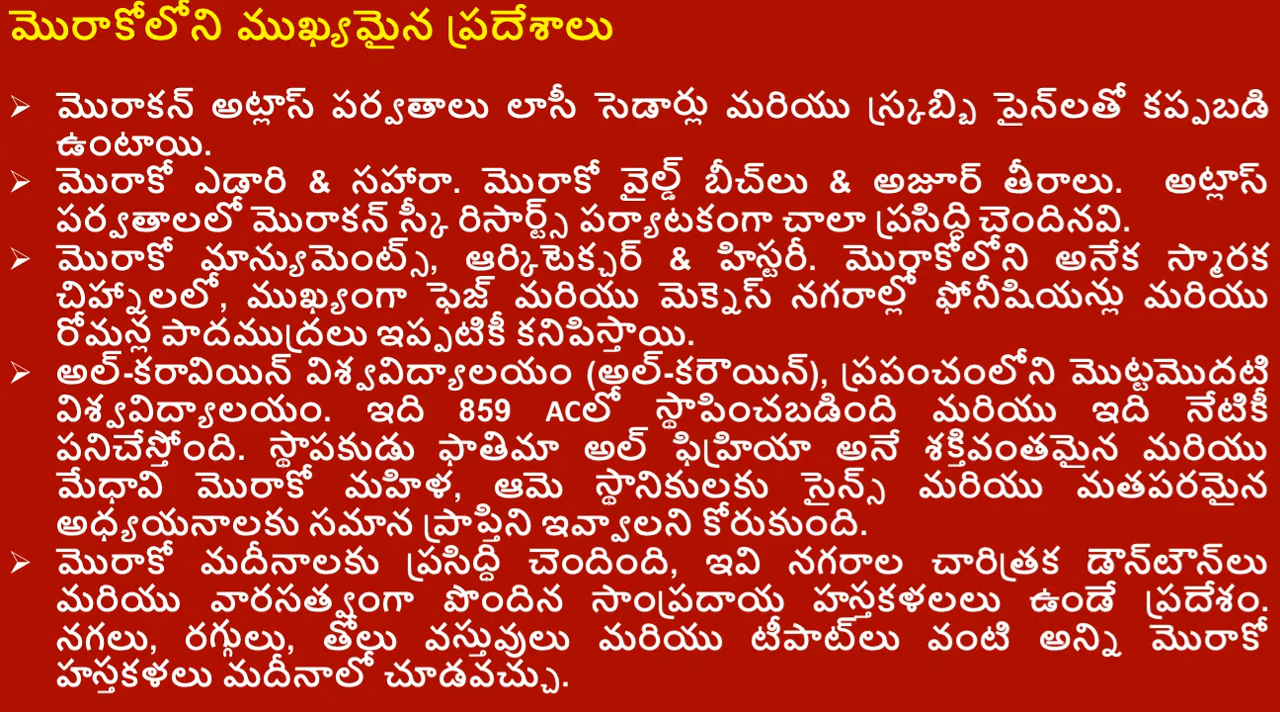 మొరాకోలోని ముఖ్యమైన ప్రదేశాలు
➢ మొరాకన్ అట్లాస్ పర్వతాలు లాసీ సెడార్లు మరియు స్క్రబ్బి పైన్‌లతో కప్పబడి
ఉంటాయి.
➢ మొరాకో ఎడారి & సహారా. మొరాకో వైల్డ్ బీచ్‌లు & అజూర్ తీరాలు. అట్లాస్
పర్వతాలలో మొరాకన్ స్కీ రిసార్ట్స్ పర్యాటకంగా చాలా ప్రసిద్ధి చెందినవి.
➢ మొరాకో మాన్యుమెంట్స్, ఆర్కిటెక్చర్ & హిస్టరీ. మొర్రాకోలోని అనేక స్మారక
చిహ్నాలలో, ముఖ్యంగా ఫెజ్ మరియు మెక్నెస్ నగరాల్లో ఫోనీషియన్లు మరియు
రోమన్ల పాదముద్రలు ఇప్పటికీ కనిపిస్తాయి.
➢ అల్-కరావియిన్ విశ్వవిద్యాలయం (అల్-కరౌయిన్), ప్రపంచంలోని మొట్టమొదటి
విశ్వవిద్యాలయం. ఇది 859 ACలో స్థాపించబడింది మరియు ఇది నేటికీ
పనిచేస్తోంది. స్థాపకుడు ఫాతిమా అల్ ఫిహ్రియా అనే శక్తివంతమైన మరియు
మేధావి మొరాకో మహిళ, ఆమె స్థానికులకు సైన్స్ మరియు మతపరమైన
అధ్యయనాలకు సమాన ప్రాప్తిని ఇవ్వాలని కోరుకుంది.
➢ మొరాకో మదీనాలకు ప్రసిద్ధి చెందింది, ఇవి నగరాల చారిత్రక డౌన్‌టౌన్‌లు
మరియు వారసత్వంగా పొందిన సాంప్రదాయ హస్తకళలలు ఉండే ప్రదేశం.
నగలు, రగ్గులు, తోలు వస్తువులు మరియు టీపాట్‌లు వంటి అన్ని మొరాకో
హస్తకళలు మదీనాలో చూడవచ్చు.